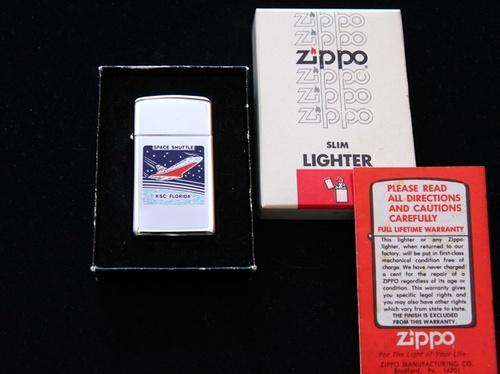 SPACE SHUTTLE
KSC, FLORIDA
zippo
zippo
zippo
zippo
zippo
zippo
SLIM
LIGHTER
PLEASE READ
ALL DIRECTIONS
AND CAUTIONS
CAREFULLY
FULL LIFETIME WARRANTY
This lighter or any Zippo
lighter, when returned to our
factory, will be put in first-class
mechanical condition free of
charge. We have never charged
a cent for the repair of a
ZIPPO regardless of its age or
condition. This warranty gives
you specific legal rights and
you may also have other rights
which vary from state to state.
THE FINISH IS EXCLUDED
FROM THIS WARRANTY.
zippo
For The Light of Your Life.
ZIPPO MANUFACTURING CO.
Bradford, Pa. 16701